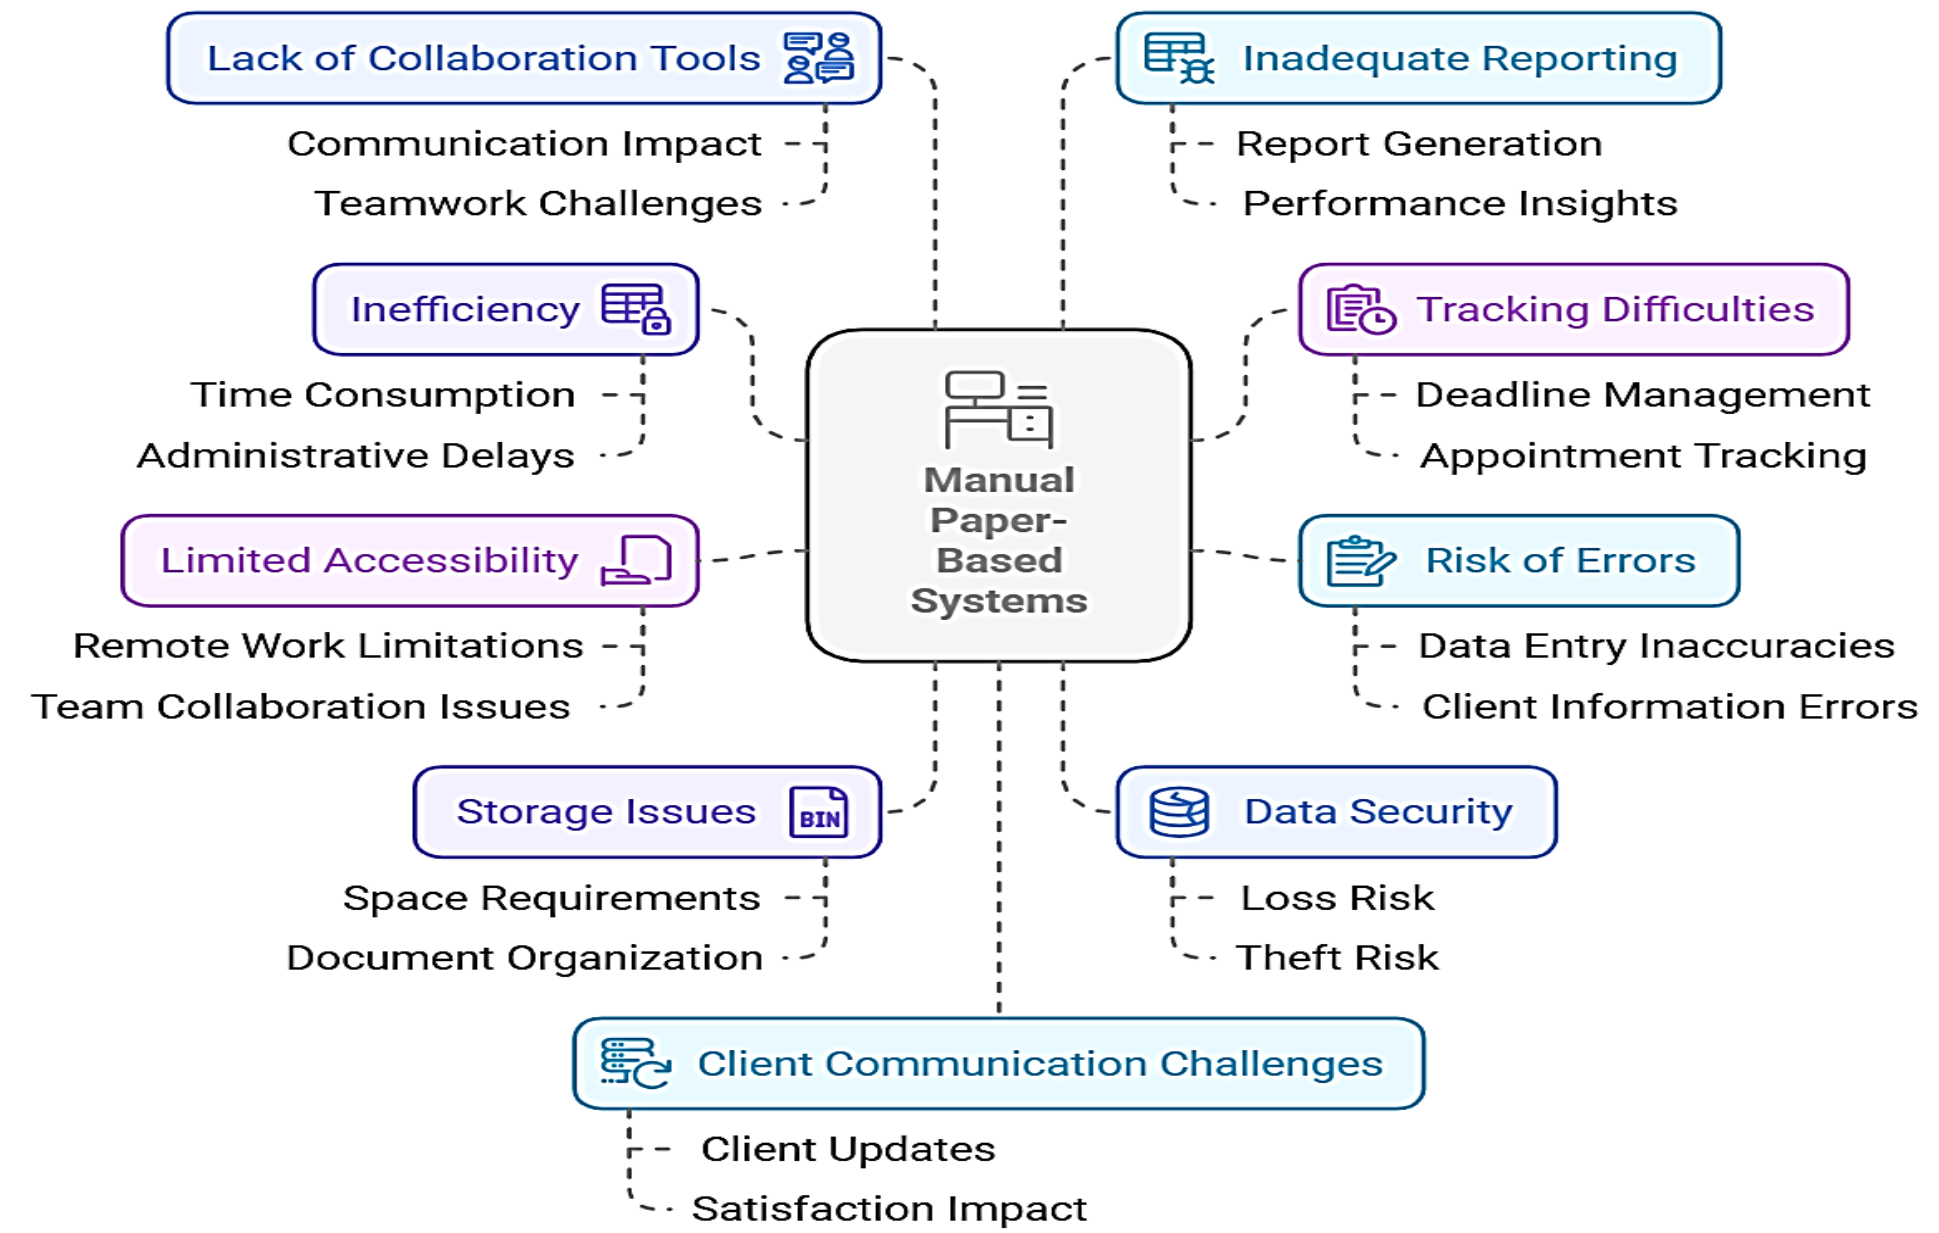 Lack of Collaboration Tools
Communication Impact
Teamwork Challenges
Inadequate Reporting
Report Generation
Performance Insights
Inefficiency
Time Consumption
Administrative Delays
Tracking Difficulties
Deadline Management
Appointment Tracking
Manual
Paper-
Based
Systems
Limited Accessibility
Remote Work Limitations
Team Collaboration Issues
Risk of Errors
Data Entry Inaccuracies
Client Information Errors
Storage Issues
BIN
Space Requirements
Document Organization
Data Security
Loss Risk
Theft Risk
Client Communication Challenges
Client Updates
Satisfaction Impact